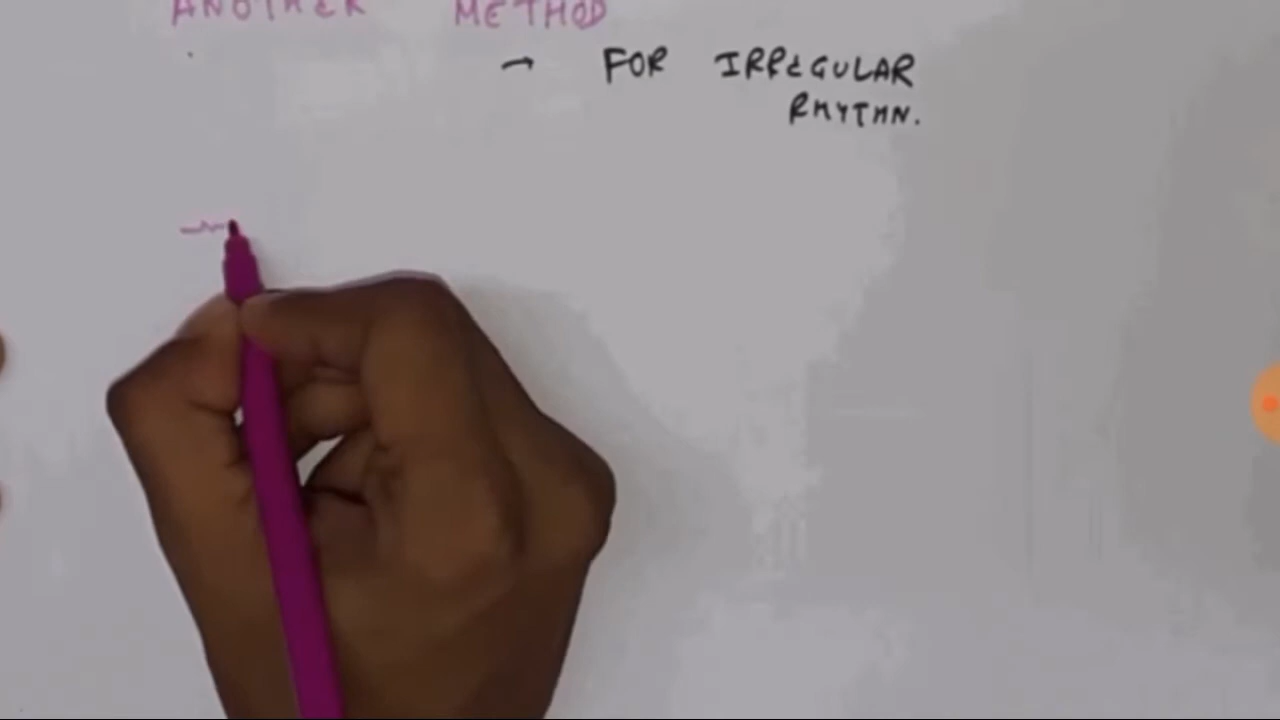 ANOTHER METHOD
→ FOR IRREGULAR
RHYTHM.